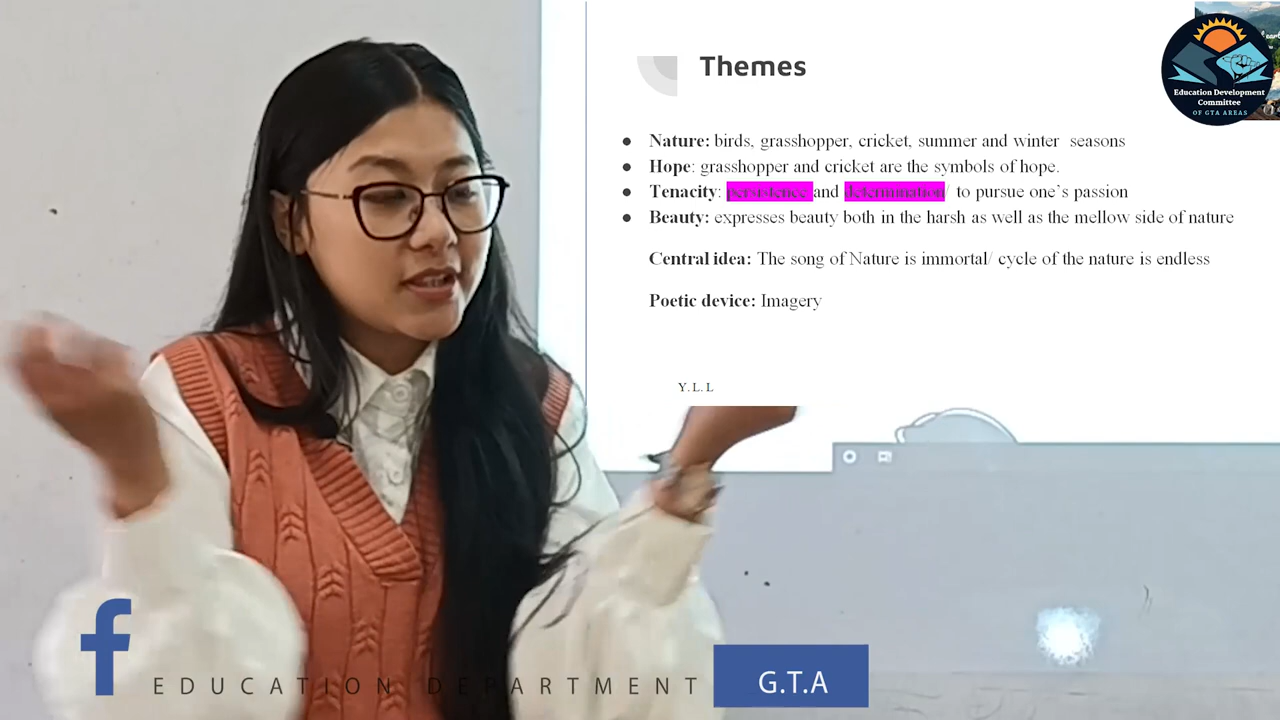 Themes
Education Development
Committee
OF GTA AREAS
● Nature: birds, grasshopper, cricket, summer and winter seasons
● Hope: grasshopper and cricket are the symbols of hope.
● Tenacity: persistence and determination/ to pursue one's passion
● Beauty: expresses beauty both in the harsh as well as the mellow side of nature
Central idea: The song of Nature is immortal/ cycle of the nature is endless
Poetic device: Imagery
Y.L.L
f EDUCATION DEPARTMENT G.T.A